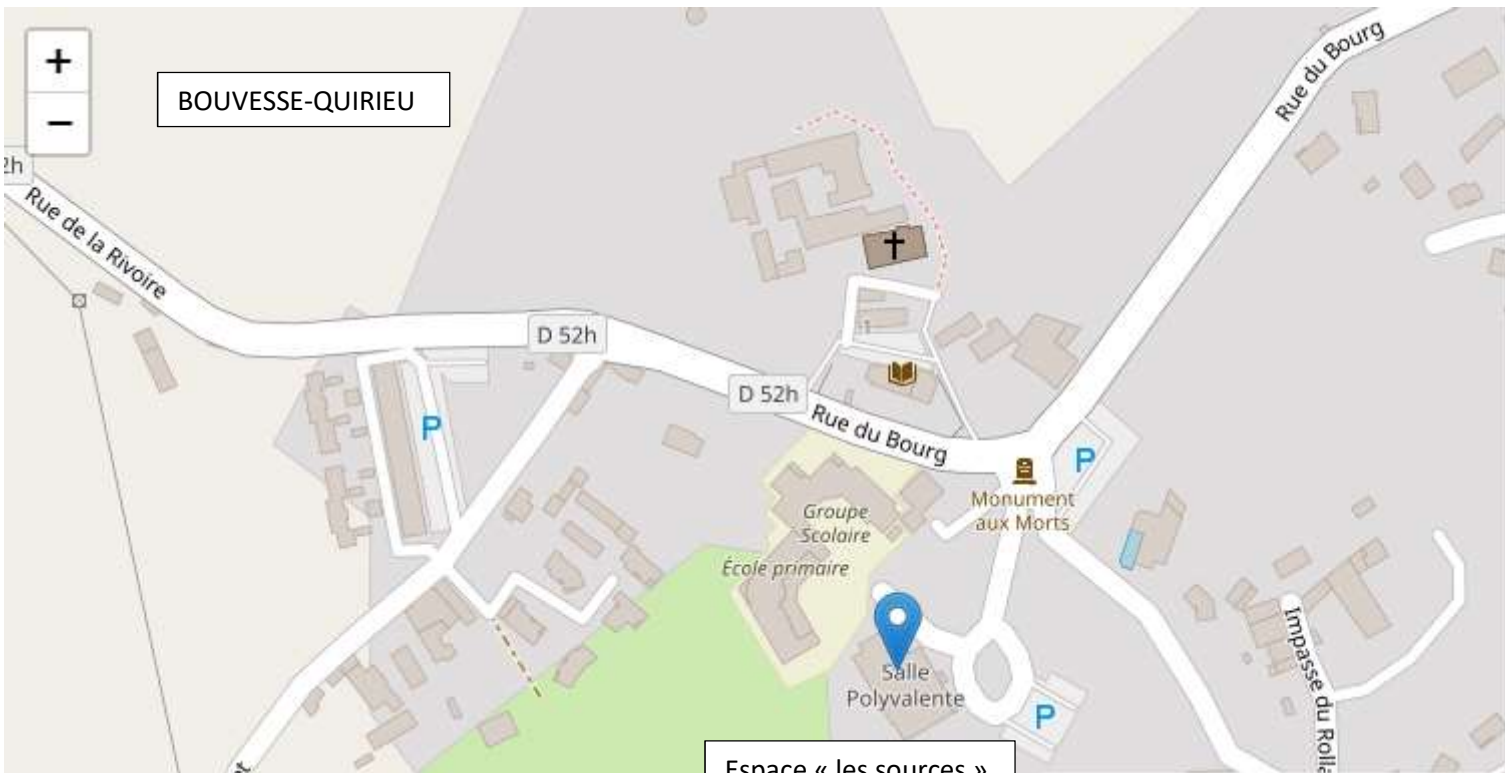 +
−
BOUVESSE-QUIRIEU
2h
Rue de la Rivoire
D 52h
D 52h
Rue du Bourg
Rue du Bourg
P
P
Monument
aux Morts
Groupe
Scolaire
École primaire
Salle
Polyvalente
P
Impasse du Rolla
Espace « les sources »